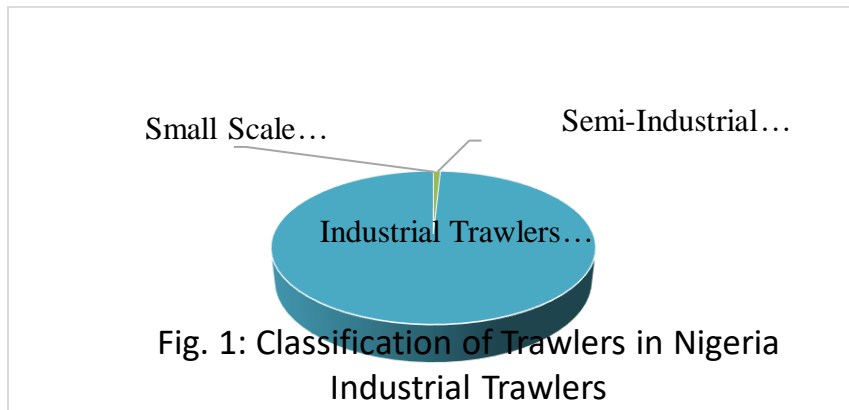 Small Scale…
Semi-Industrial…
Industrial Trawlers…
Fig. 1: Classification of Trawlers in Nigeria
Industrial Trawlers